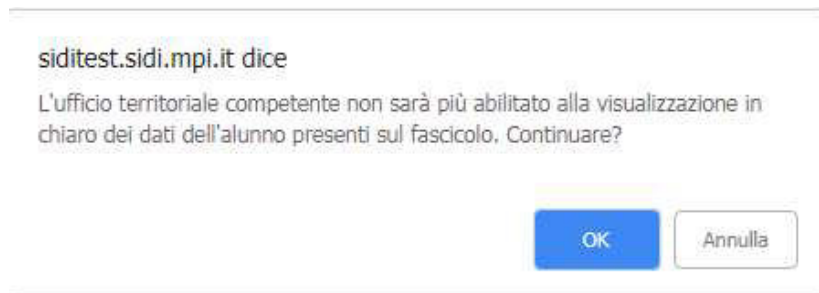 siditest.sidi.mpi.it dice
L'ufficio territoriale competente non sarà più abilitato alla visualizzazione in
chiaro dei dati dell'alunno presenti sul fascicolo. Continuare?
OK
Annulla